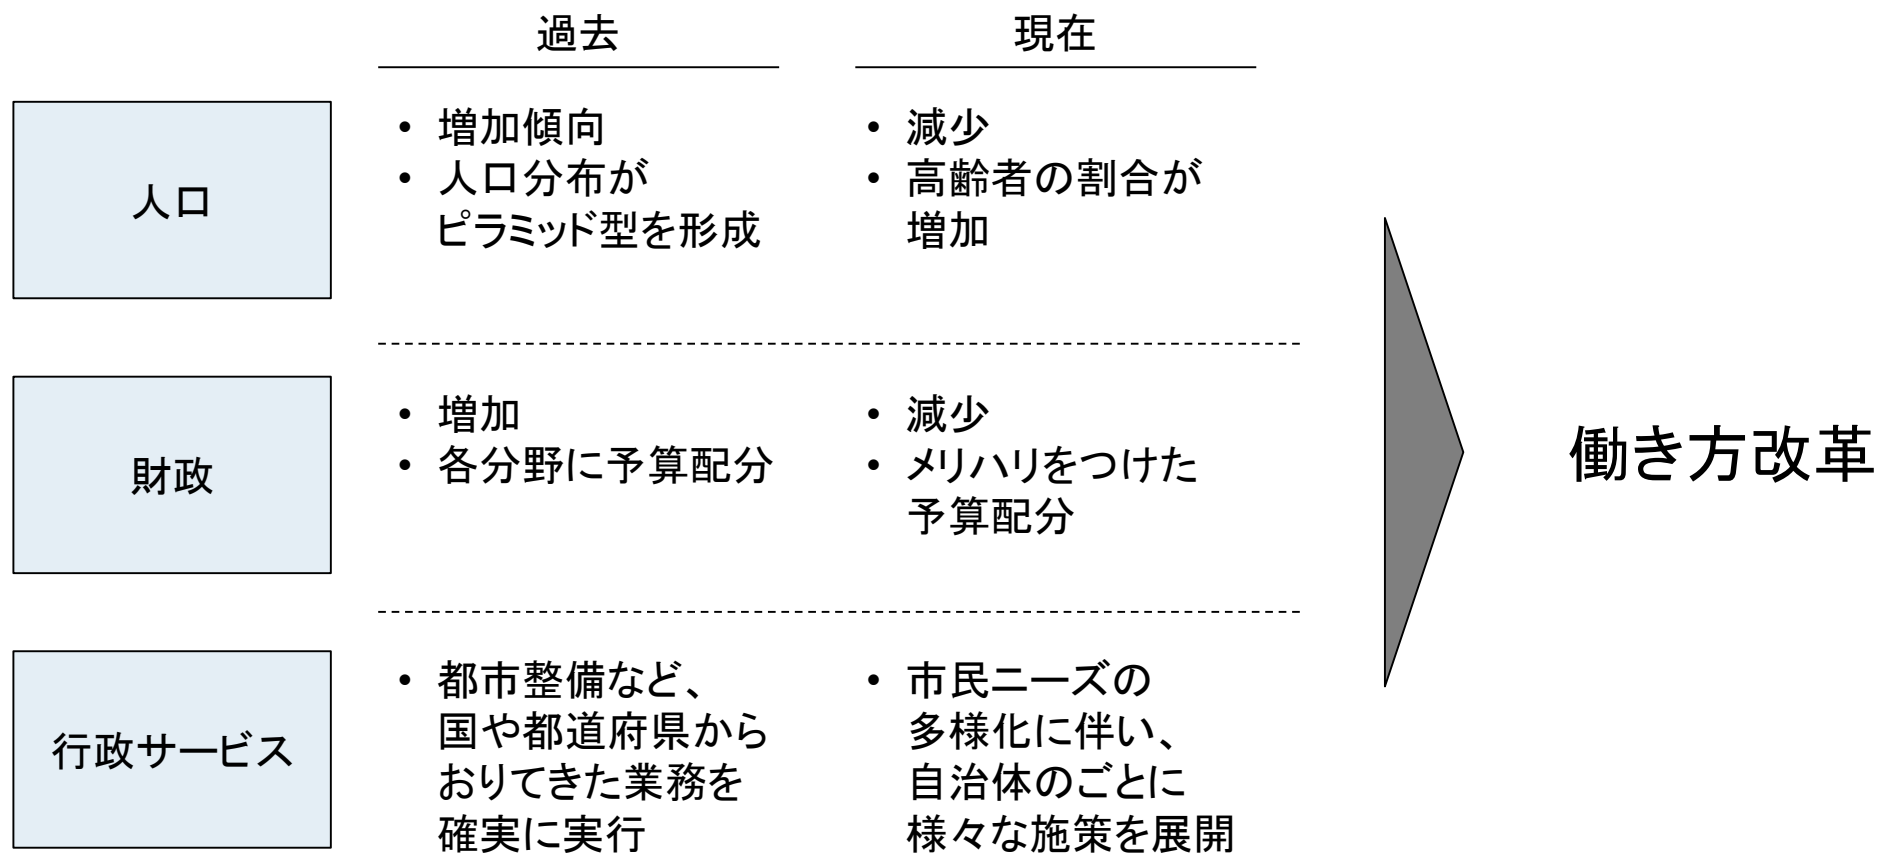 過去
現在
人口
• 増加傾向
• 人口分布が
ピラミッド型を形成
• 減少
• 高齢者の割合が
増加
財政
• 増加
• 各分野に予算配分
• 減少
• メリハリをつけた
予算配分
行政サービス
• 都市整備など、
国や都道府県から
おりてきた業務を
確実に実行
• 市民ニーズの
多様化に伴い、
自治体のごとに
様々な施策を展開
働き方改革